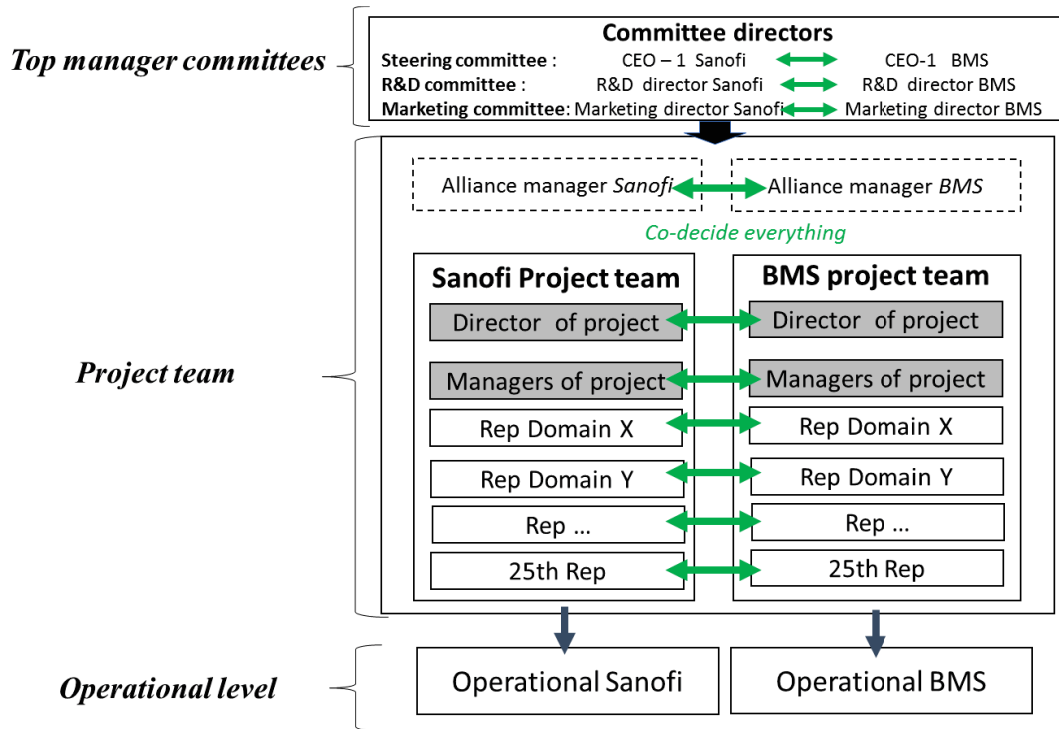 Top manager committees
Committee directors
Steering committee : CEO – 1 Sanofi CEO-1 BMS
R&D committee : R&D director Sanofi R&D director BMS
Marketing committee: Marketing director Sanofi Marketing director BMS
Project team
Alliance manager Sanofi Alliance manager BMS
Co-decide everything
Sanofi Project team BMS project team
Director of project Director of project
Managers of project Managers of project
Rep Domain X Rep Domain X
Rep Domain Y Rep Domain Y
Rep ... Rep ...
25th Rep 25th Rep
Operational level
Operational Sanofi Operational BMS